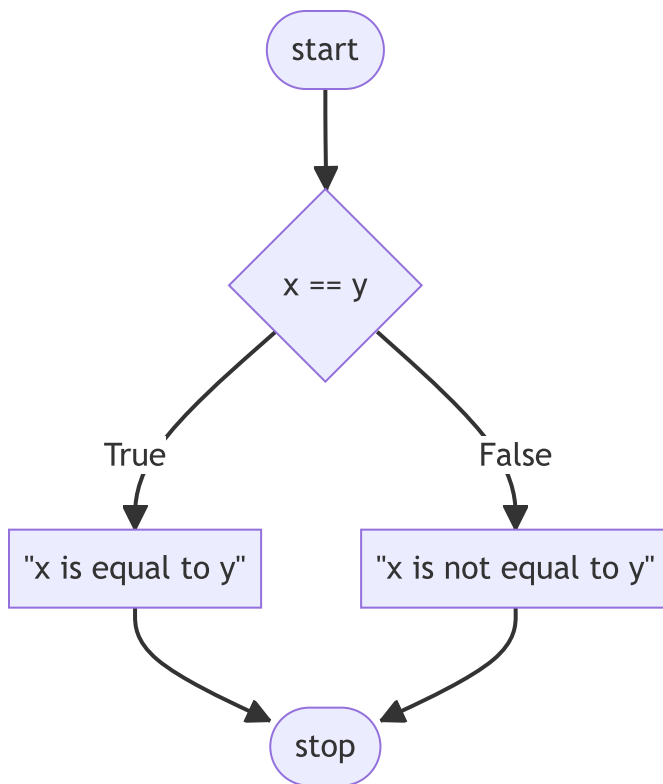 start
x == y
True
False
"x is equal to y"
"x is not equal to y"
stop